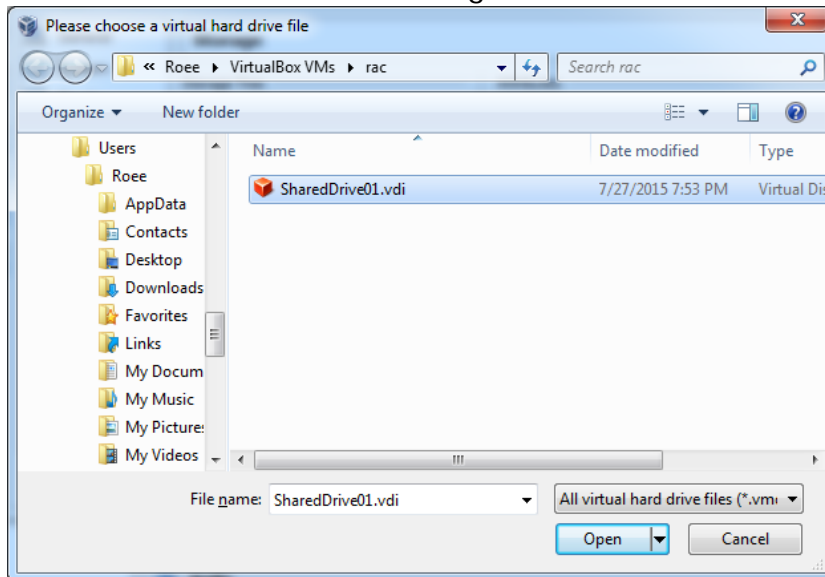 Please choose a virtual hard drive file
« Roee VirtualBox VMs rac
Search rac
Organize New folder
Name Date modified Type
SharedDrive01.vdi 7/27/2015 7:53 PM Virtual Dis
Users
Roee
AppData
Contacts
Desktop
Downloads
Favorites
Links
My Docum
My Music
My Pictures
My Videos
File name: SharedDrive01.vdi
All virtual hard drive files (*.vm
Open Cancel